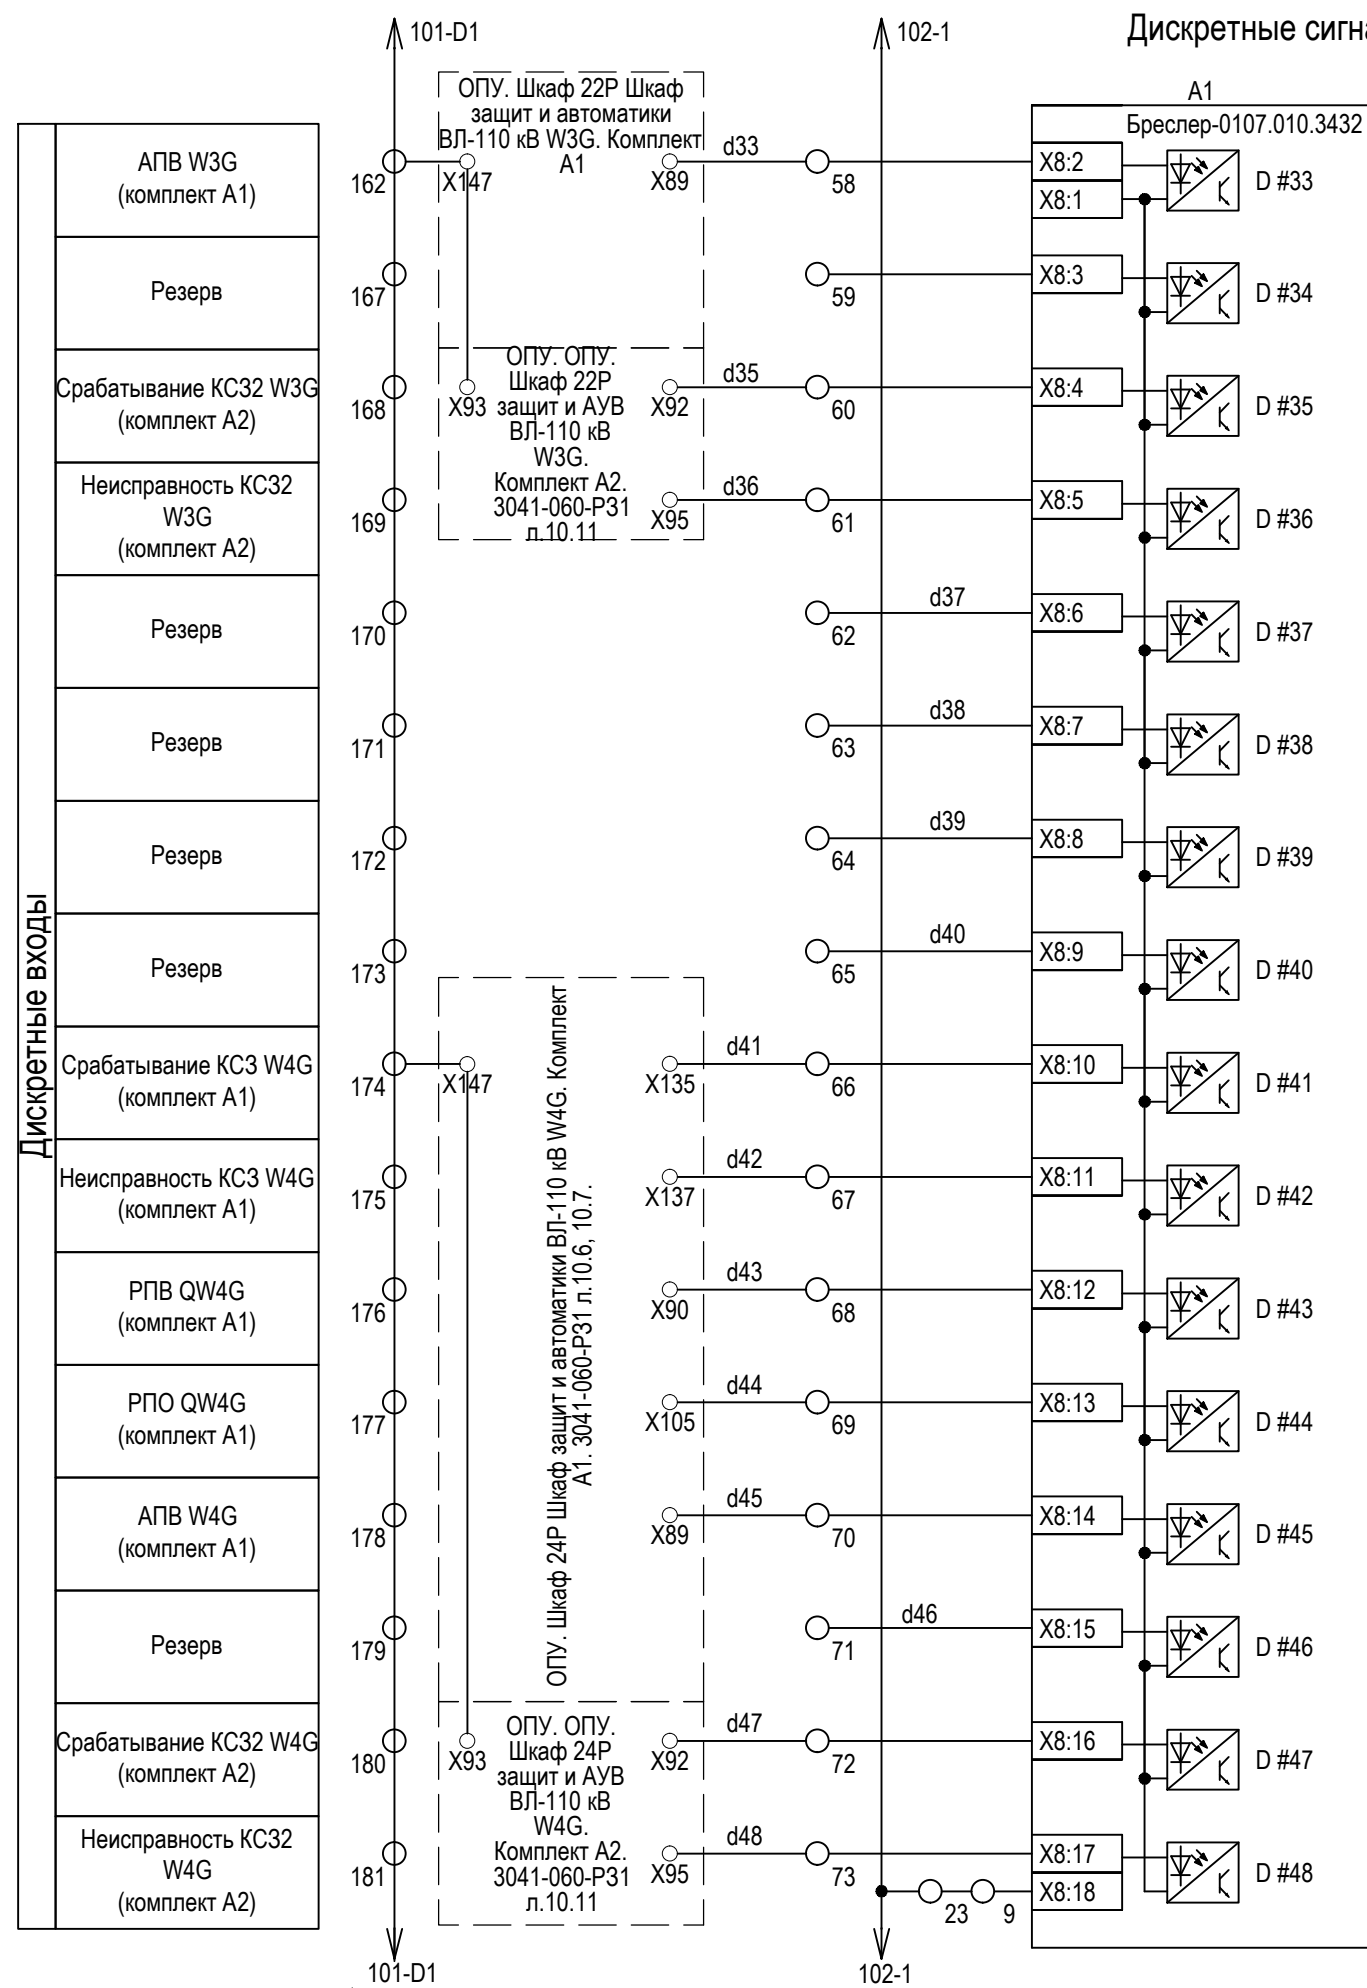 101-D1
102-1
Дискретные сигна
A1
Бреслер-0107.010.3432
Дискретные входы
АПВ W3G
(комплект А1)
162
X147
ОПУ. Шкаф 22Р Шкаф
защит и автоматики
ВЛ-110 кВ W3G. Комплект
А1
X89
d33
58
X8:2
X8:1
D #33
Резерв
167
59
X8:3
D #34
Срабатывание КС32 W3G
(комплект А2)
168
X93
ОПУ. ОПУ.
Шкаф 22Р
защит и АУВ
ВЛ-110 кВ
W3G.
Комплект А2.
3041-060-Р31
л.10.11
X92
d35
60
X8:4
D #35
Неисправность КС32
W3G
(комплект А2)
169
X95
d36
61
X8:5
D #36
Резерв
170
62
d37
X8:6
D #37
Резерв
171
63
d38
X8:7
D #38
Резерв
172
64
d39
X8:8
D #39
Резерв
173
65
d40
X8:9
D #40
Срабатывание КС3 W4G
(комплект А1)
174
X147
ОПУ. Шкаф 24Р Шкаф защит и автоматики ВЛ-110 кВ W4G. Комплект
А1. 3041-060-Р31 л.10.6, 10.7.
X135
d41
66
X8:10
D #41
Неисправность КС3 W4G
(комплект А1)
175
X137
d42
67
X8:11
D #42
РПВ QW4G
(комплект А1)
176
X90
d43
68
X8:12
D #43
РПО QW4G
(комплект А1)
177
X105
d44
69
X8:13
D #44
АПВ W4G
(комплект А1)
178
X89
d45
70
X8:14
D #45
Резерв
179
71
d46
X8:15
D #46
Срабатывание КС32 W4G
(комплект А2)
180
X93
ОПУ. ОПУ.
Шкаф 24Р
защит и АУВ
ВЛ-110 кВ
W4G.
Комплект А2.
3041-060-Р31
л.10.11
X92
d47
72
X8:16
D #47
Неисправность КС32
W4G
(комплект А2)
181
X95
d48
73
X8:17
D #48
23
9
X8:18
101-D1
102-1